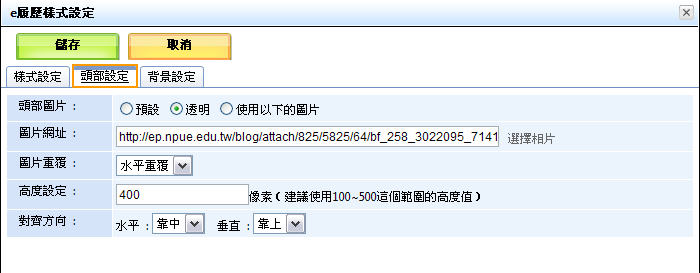 e履歷樣式設定
儲存 取消
樣式設定 頭部設定 背景設定
頭部圖片： 預設 透明 使用以下的圖片
圖片網址： http://ep.npue.edu.tw/blog/attach/825/5825/64/bf_258_3022095_7141 選擇相片
圖片重覆： 水平重覆
高度設定： 400 像素（建議使用100~500這個範圍的高度值）
對齊方向： 水平：靠中 垂直：靠上